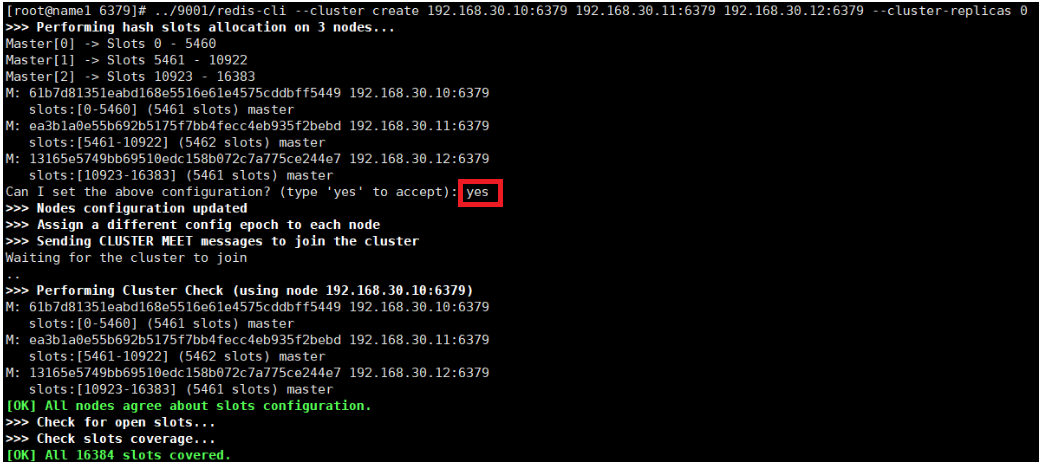 [root@name1 6379]# ../9001/redis-cli --cluster create 192.168.30.10:6379 192.168.30.11:6379 192.168.30.12:6379 --cluster-replicas 0
>>> Performing hash slots allocation on 3 nodes...
Master[0] -> Slots 0 - 5460
Master[1] -> Slots 5461 - 10922
Master[2] -> Slots 10923 - 16383
M: 61b7d81351eabd168e5516e61e4575cddbff5449 192.168.30.10:6379
   slots:[0-5460] (5461 slots) master
M: ea3b1a0e55b692b5175f7bb4fecc4eb935f2bebd 192.168.30.11:6379
   slots:[5461-10922] (5462 slots) master
M: 13165e5749bb69510edc158b072c7a775ce244e7 192.168.30.12:6379
   slots:[10923-16383] (5461 slots) master
Can I set the above configuration? (type 'yes' to accept): yes
>>> Nodes configuration updated
>>> Assign a different config epoch to each node
>>> Sending CLUSTER MEET messages to join the cluster
Waiting for the cluster to join
..
>>> Performing Cluster Check (using node 192.168.30.10:6379)
M: 61b7d81351eabd168e5516e61e4575cddbff5449 192.168.30.10:6379
   slots:[0-5460] (5461 slots) master
M: ea3b1a0e55b692b5175f7bb4fecc4eb935f2bebd 192.168.30.11:6379
   slots:[5461-10922] (5462 slots) master
M: 13165e5749bb69510edc158b072c7a775ce244e7 192.168.30.12:6379
   slots:[10923-16383] (5461 slots) master
[OK] All nodes agree about slots configuration.
>>> Check for open slots...
>>> Check slots coverage...
[OK] All 16384 slots covered.